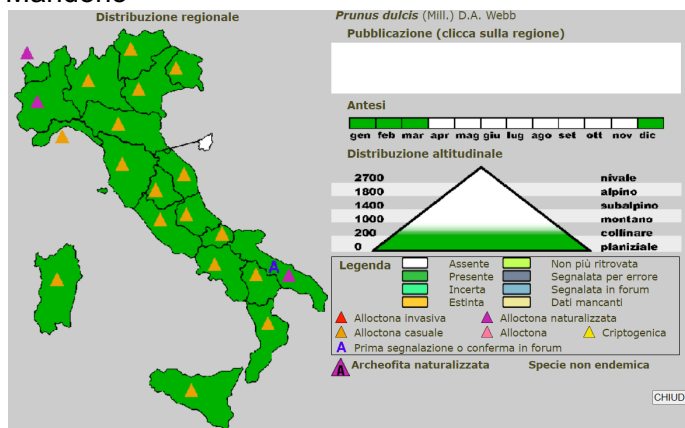 Mandorlo
Distribuzione regionale
Prunus dulcis (Mill.) D.A. Webb
Pubblicazione (clicca sulla regione)
Antesi
gen feb mar apr mag giu lug ago set ott nov dic
Distribuzione altitudinale
2700 nivale
1800 alpino
1400 subalpino
1000 montano
200 collinare
0 planiziale
Legenda
Assente Non più ritrovata
Presente Segnalata per errore
Incerta Segnalata in forum
Estinta Dati mancanti
Alloctona invasiva Alloctona naturalizzata
Alloctona casuale Alloctona Criptogenica
A Prima segnalazione o conferma in forum
A Archeofita naturalizzata Specie non endemica
A
CHIUD